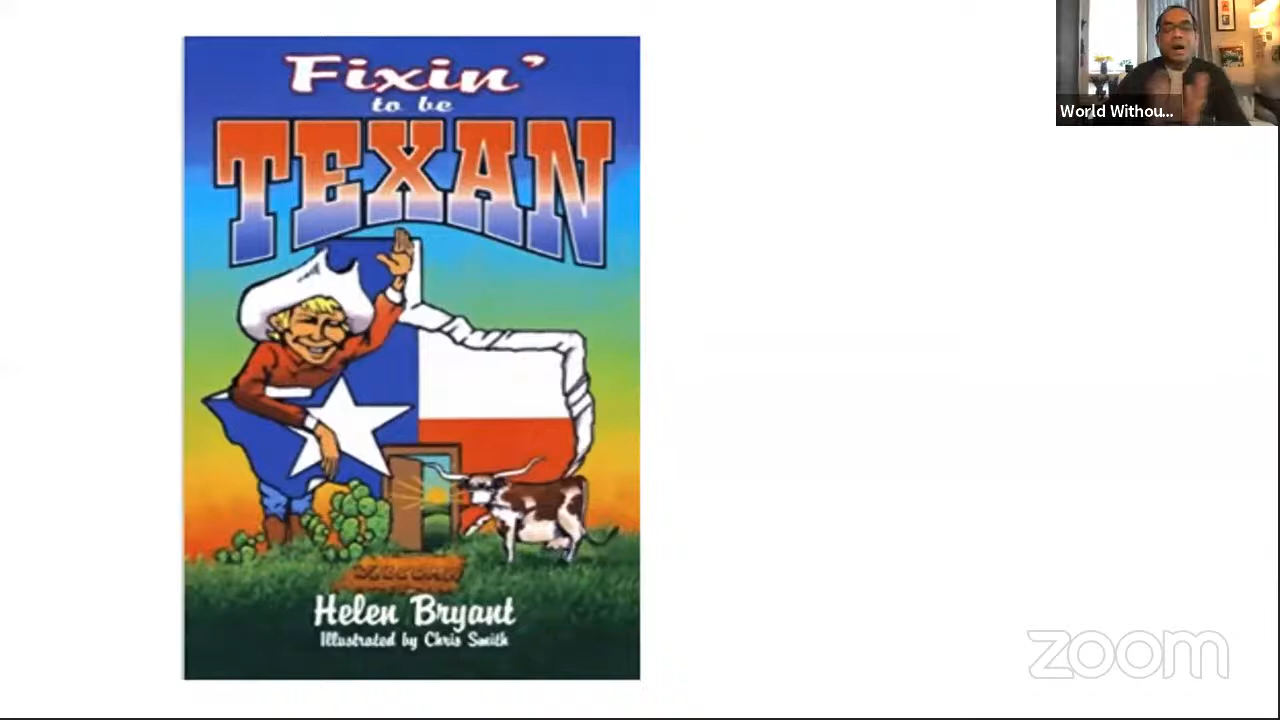 Fixin'
to be
TEXAN
Helen Bryant
Illustrated by Chris Smith
World Withou...
zoom